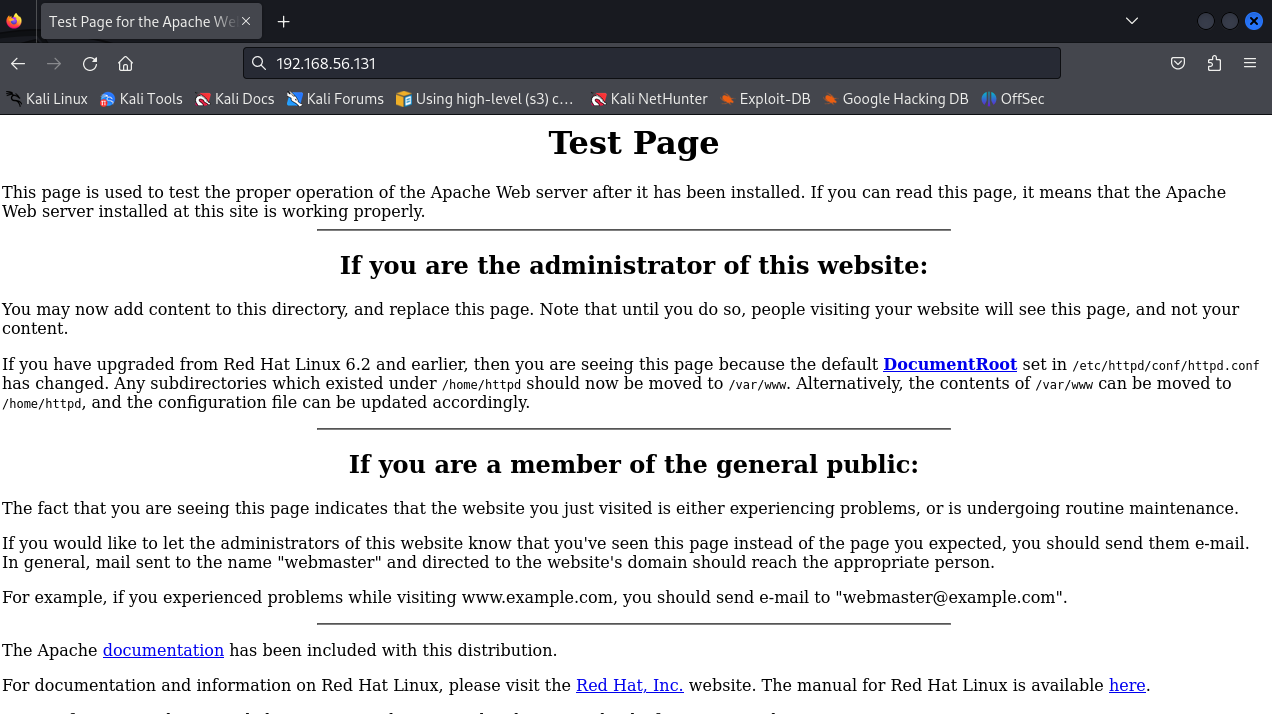 Test Page for the Apache We
192.168.56.131
Kali Linux Kali Tools Kali Docs Kali Forums Using high-level (s3) c… Kali NetHunter Exploit-DB Google Hacking DB OffSec
Test Page
This page is used to test the proper operation of the Apache Web server after it has been installed. If you can read this page, it means that the Apache
Web server installed at this site is working properly.
If you are the administrator of this website:
You may now add content to this directory, and replace this page. Note that until you do so, people visiting your website will see this page, and not your
content.
If you have upgraded from Red Hat Linux 6.2 and earlier, then you are seeing this page because the default DocumentRoot set in /etc/httpd/conf/httpd.conf
has changed. Any subdirectories which existed under /home/httpd should now be moved to /var/www. Alternatively, the contents of /var/www can be moved to
/home/httpd, and the configuration file can be updated accordingly.
If you are a member of the general public:
The fact that you are seeing this page indicates that the website you just visited is either experiencing problems, or is undergoing routine maintenance.
If you would like to let the administrators of this website know that you've seen this page instead of the page you expected, you should send them e-mail.
In general, mail sent to the name "webmaster" and directed to the website's domain should reach the appropriate person.
For example, if you experienced problems while visiting www.example.com, you should send e-mail to "webmaster@example.com".
The Apache documentation has been included with this distribution.
For documentation and information on Red Hat Linux, please visit the Red Hat, Inc. website. The manual for Red Hat Linux is available here.